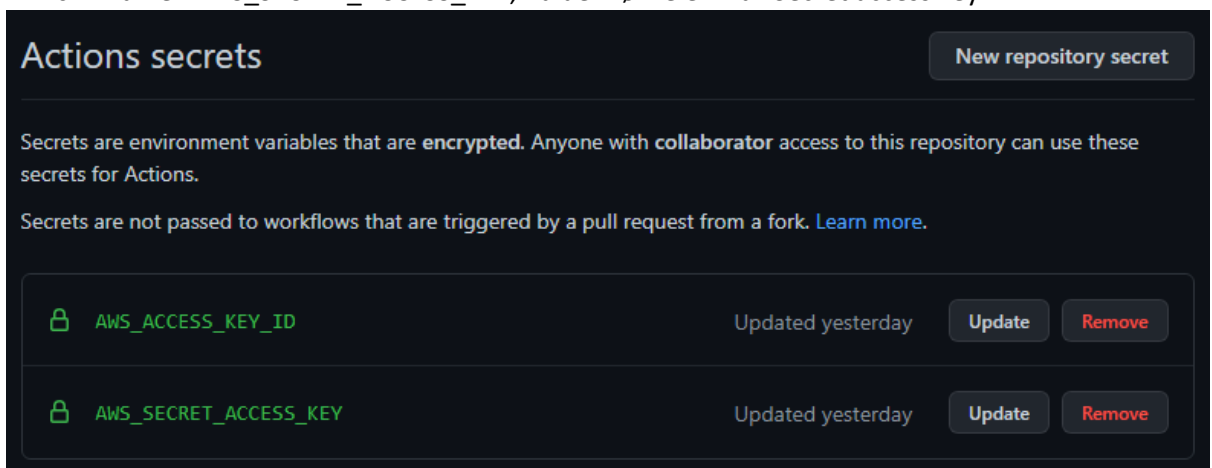 Actions secrets
New repository secret
Secrets are environment variables that are encrypted. Anyone with collaborator access to this repository can use these
secrets for Actions.
Secrets are not passed to workflows that are triggered by a pull request from a fork. Learn more.
AWS_ACCESS_KEY_ID Updated yesterday Update Remove
AWS_SECRET_ACCESS_KEY Updated yesterday Update Remove